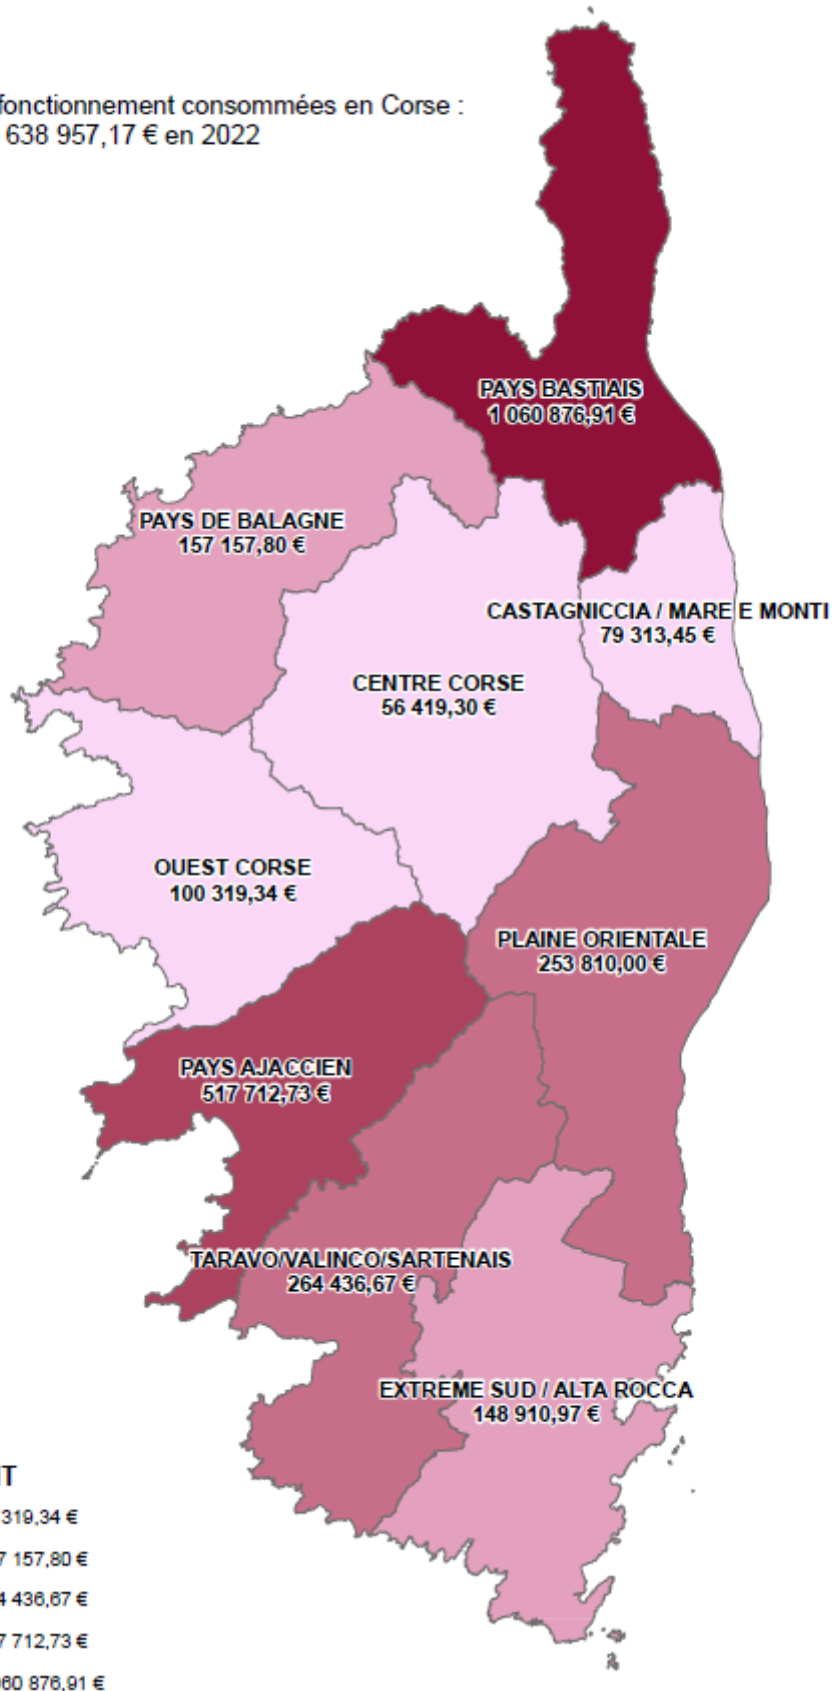 fonctionnement consommées en Corse :
638 957,17 € en 2022
PAYS BASTIAIS
1 060 876,91 €
PAYS DE BALAGNE
157 157,80 €
CASTAGNICCIA / MARE E MONTI
79 313,45 €
CENTRE CORSE
56 419,30 €
OUEST CORSE
100 319,34 €
PLAINE ORIENTALE
253 810,00 €
PAYS AJACCIEN
517 712,73 €
TARAVO/VALINCO/SARTENAIS
264 436,67 €
EXTREME SUD / ALTA ROCCA
148 910,97 €
IT
319,34 €
7 157,80 €
4 436,67 €
7 712,73 €
060 876,91 €